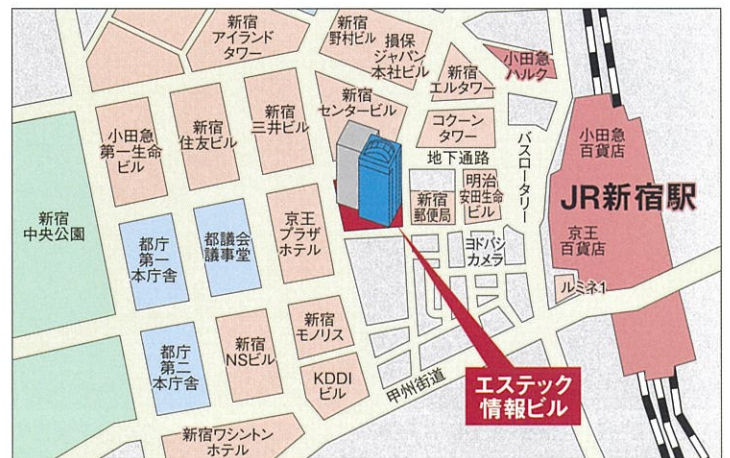 新宿
アイランド
タワー
新宿
野村ビル
損保
ジャパン
本社ビル
新宿
エルタワー
小田急
ハルク
小田急
第一生命
ビル
新宿
住友ビル
新宿
三井ビル
新宿
センタービル
コクーン
タワー
地下通路
バスロータリー
小田急
百貨店
JR新宿駅
京王
百貨店
ルミネ1
新宿
中央公園
都庁
第一
本庁舎
都議会
議事堂
京王
プラザ
ホテル
新宿
郵便局
明治
安田生命
ビル
ヨドバシ
カメラ
都庁
第二
本庁舎
新宿
NSビル
新宿
モノリス
KDDI
ビル
甲州街道
エステック
情報ビル
新宿ワシントン
ホテル